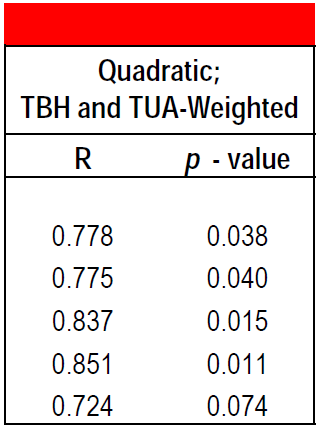 Quadratic;
TBH and TUA-Weighted
R p - value
0.778 0.038
0.775 0.040
0.837 0.015
0.851 0.011
0.724 0.074